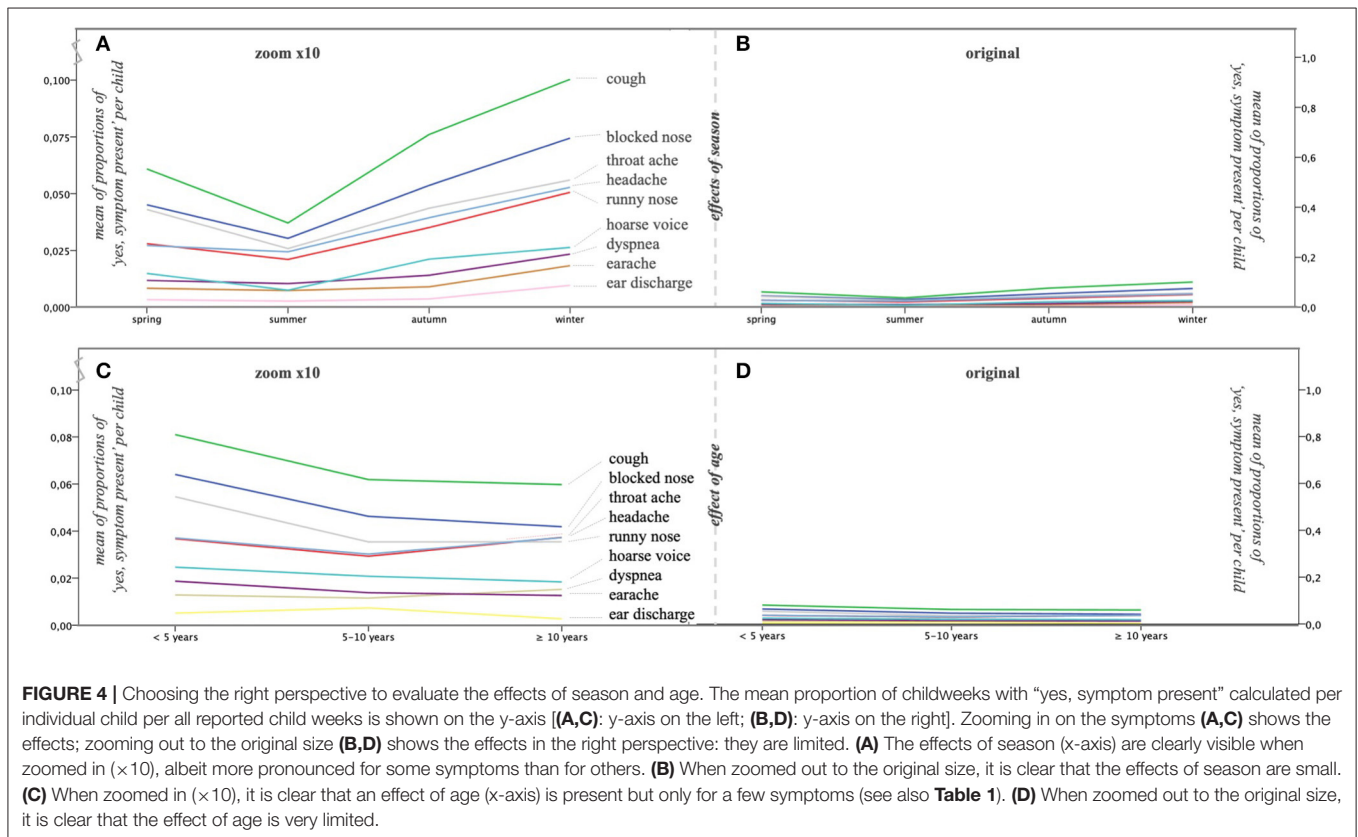 A
zoom x10
mean of proportions of
'yes, symptom present' per child
0,100
0,075
0,050
0,025
0,000
spring
summer
autumn
winter
cough
blocked nose
throat ache
headache
runny nose
hoarse voice
dyspnea
earache
ear discharge
effects of season
B
original
1,0
0,8
0,6
0,4
0,2
0,0
mean of proportions of
'yes, symptom present' per child
spring
summer
autumn
winter
C
zoom x10
mean of proportions of
'yes, symptom present' per child
0,10
0,08
0,06
0,04
0,02
0,00
< 5 years
5-10 years
≥ 10 years
cough
blocked nose
throat ache
headache
runny nose
hoarse voice
dyspnea
earache
ear discharge
effect of age
D
original
1,0
0,8
0,6
0,4
0,2
0,0
mean of proportions of
'yes, symptom present' per child
< 5 years
5-10 years
≥ 10 years
FIGURE 4 | Choosing the right perspective to evaluate the effects of season and age. The mean proportion of childweeks with “yes, symptom present” calculated per
individual child per all reported child weeks is shown on the y-axis [(A,C): y-axis on the left; (B,D): y-axis on the right]. Zooming in on the symptoms (A,C) shows the
effects; zooming out to the original size (B,D) shows the effects in the right perspective: they are limited. (A) The effects of season (x-axis) are clearly visible when
zoomed in (×10), albeit more pronounced for some symptoms than for others. (B) When zoomed out to the original size, it is clear that the effects of season are small.
(C) When zoomed in (×10), it is clear that an effect of age (x-axis) is present but only for a few symptoms (see also Table 1). (D) When zoomed out to the original size,
it is clear that the effect of age is very limited.